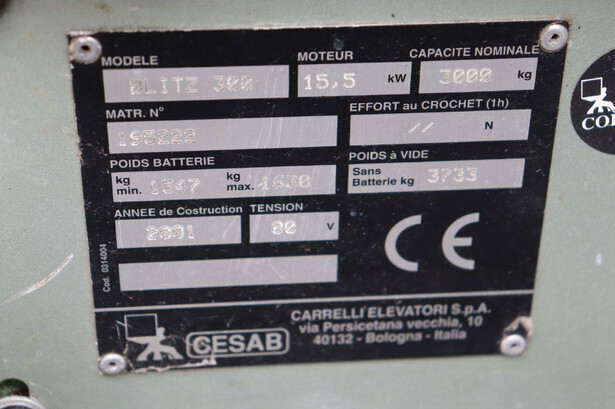 MODELE
MOTEUR
CAPACITE NOMINALE
BLITZ 300
15,5 kW
3000 kg
MATR. N°
EFFORT au CROCHET (1h)
195222
// N
POIDS BATTERIE
POIDS à VIDE
kg min. 1347
kg max. 1630
Sans Batterie kg 3733
ANNEE de Costruction
TENSION
2001
80 V
CE
Cod. 0314004
CESAB
CARRELLI ELEVATORI S.p.A.
via Persicetana vecchia, 10
40132 - Bologna - Italia